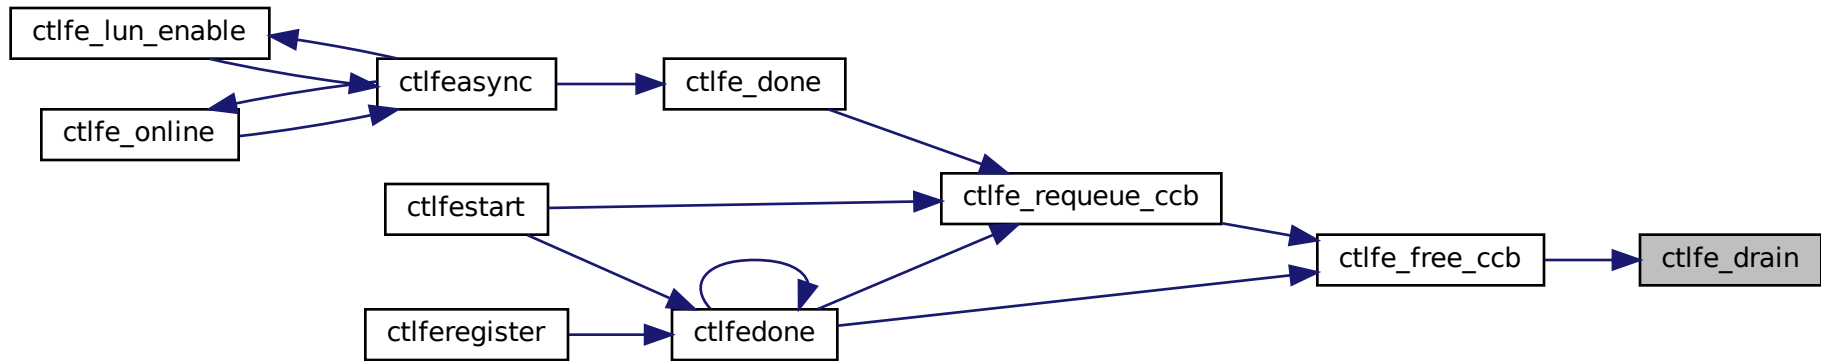 ctlfe_lun_enable
ctlfeasync
ctlfe_done
ctlfe_online
ctlfestart
ctlfe_requeue_ccb
ctlfe_free_ccb
ctlfe_drain
ctlferegister
ctlfedone